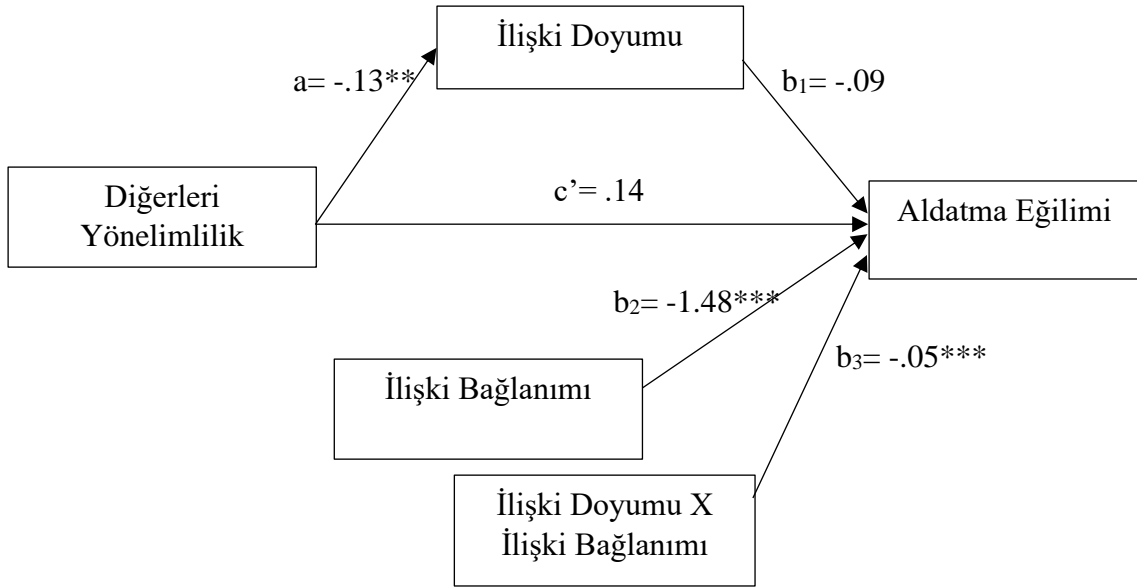 İlişki Doyumu
a= -.13**
b₁= -.09
Diğerleri
Yönelimlilik
c’= .14
Aldatma Eğilimi
b₂= -1.48***
İlişki Bağlanımı
b₃= -.05***
İlişki Doyumu X
İlişki Bağlanımı